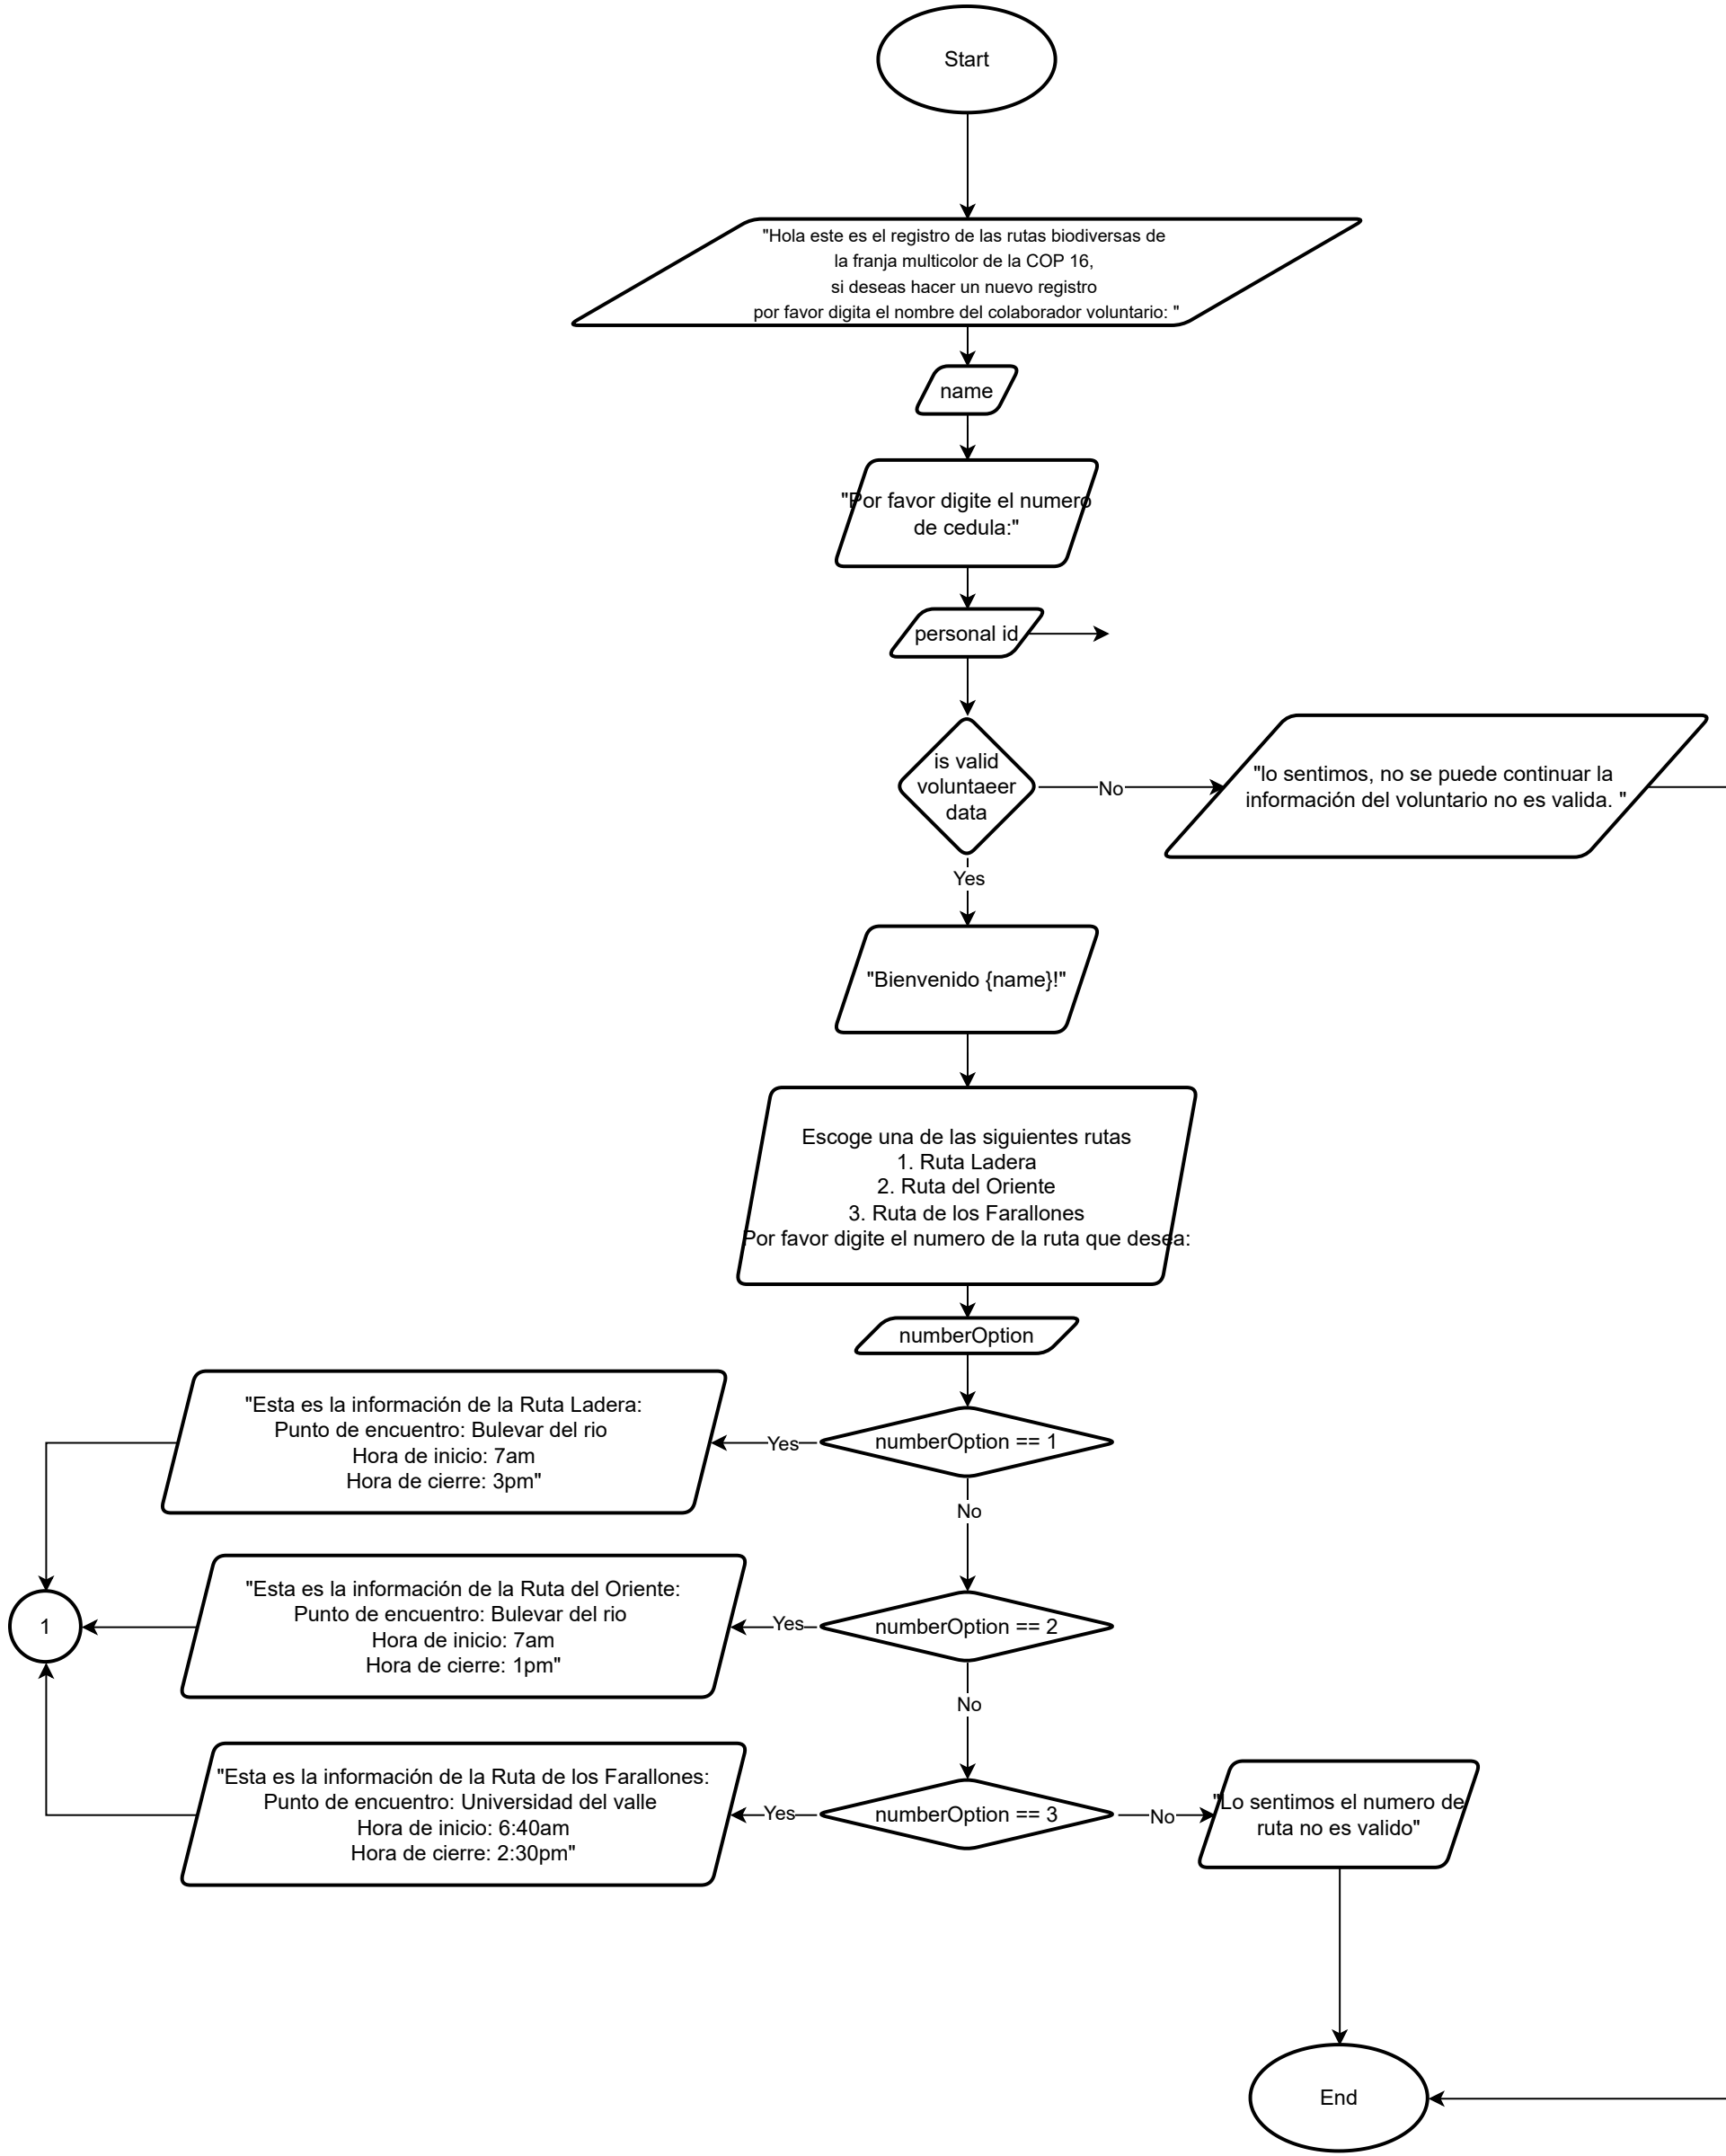 Start
"Hola este es el registro de las rutas biodiversas de
la franja multicolor de la COP 16,
si deseas hacer un nuevo registro
por favor digita el nombre del colaborador voluntario: "
name
"Por favor digite el numero
de cedula:"
personal id
is valid
voluntaeer
data
No
"lo sentimos, no se puede continuar la
información del voluntario no es valida. "
Yes
"Bienvenido {name}!"
Escoge una de las siguientes rutas
1. Ruta Ladera
2. Ruta del Oriente
3. Ruta de los Farallones
Por favor digite el numero de la ruta que desea:
numberOption
numberOption == 1
Yes
"Esta es la información de la Ruta Ladera:
Punto de encuentro: Bulevar del rio
Hora de inicio: 7am
Hora de cierre: 3pm"
No
numberOption == 2
Yes
"Esta es la información de la Ruta del Oriente:
Punto de encuentro: Bulevar del rio
Hora de inicio: 7am
Hora de cierre: 1pm"
1
No
numberOption == 3
Yes
"Esta es la información de la Ruta de los Farallones:
Punto de encuentro: Universidad del valle
Hora de inicio: 6:40am
Hora de cierre: 2:30pm"
No
"Lo sentimos el numero de
ruta no es valido"
End